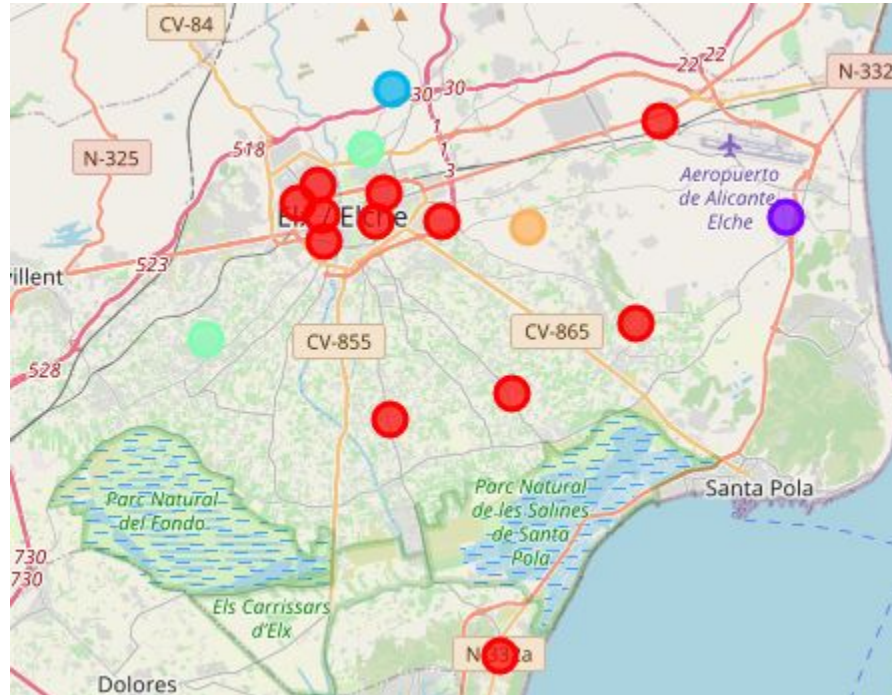 CV-84
22
22
N-332
30
30
1
1
3
N-325
518
Aeropuerto
de Alicante
Elche
Elx / Elche
523
villent
CV-855
CV-865
528
Parc Natural
del Fondo
Parc Natural
de les Salines
de Santa
Pola
Santa Pola
730
730
Els Carrissars
d'Elx
Dolores